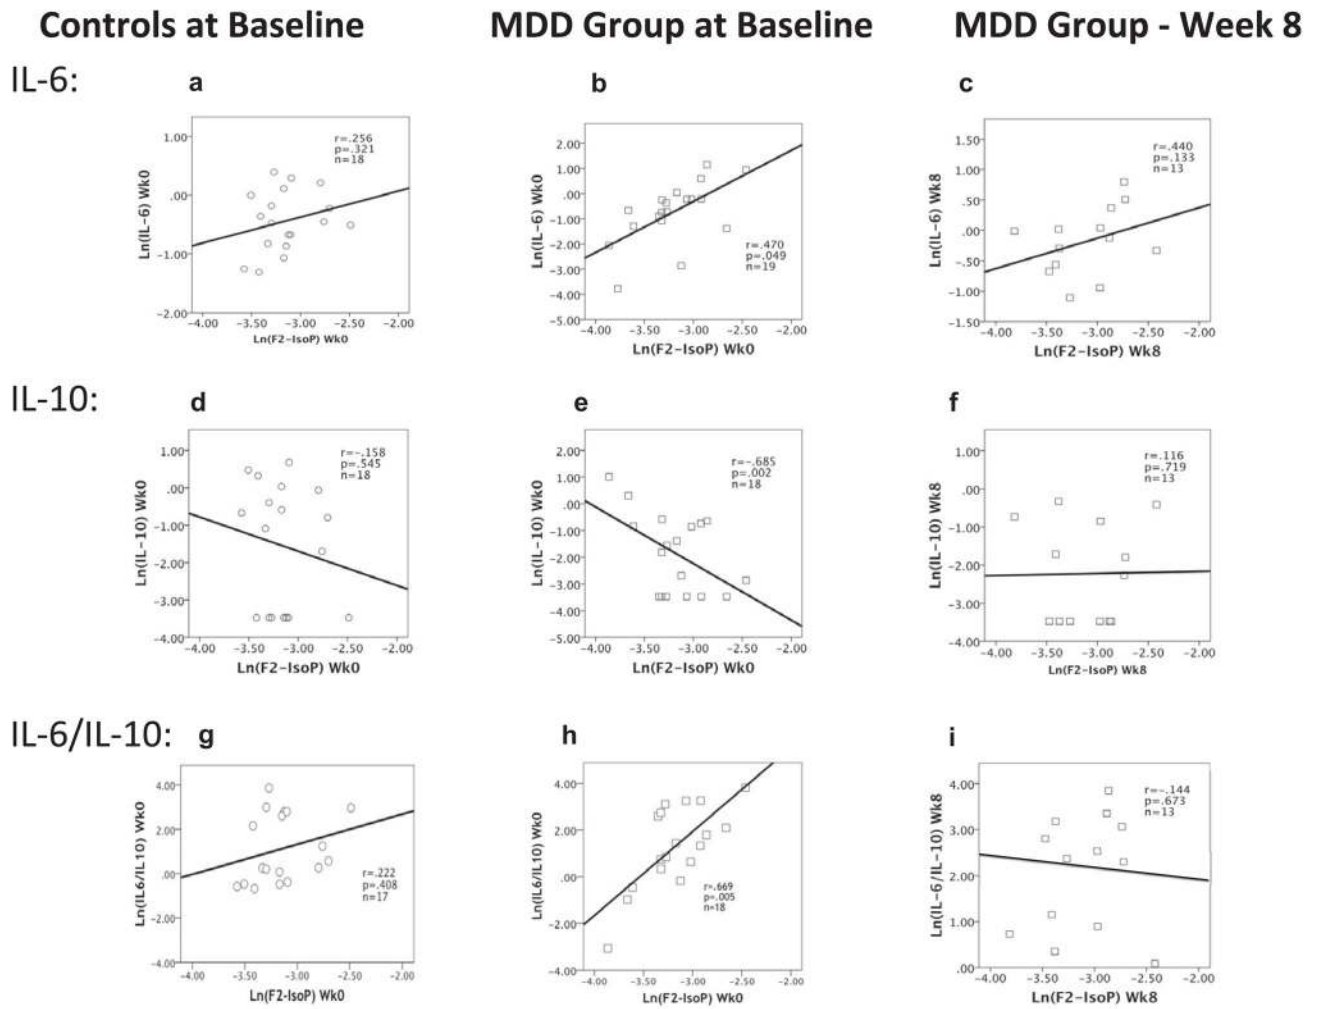 Controls at Baseline
MDD Group at Baseline
MDD Group - Week 8
IL-6:
a
b
c
Ln(IL-6) Wk0
1.00
.00
-1.00
-2.00
r=.256
p=.321
n=18
-4.00 -3.50 -3.00 -2.50 -2.00
Ln(F2-IsoP) Wk0
Ln(IL-6) Wk0
2.00
1.00
.00
-1.00
-2.00
-3.00
-4.00
-5.00
r=.470
p=.049
n=19
-4.00 -3.50 -3.00 -2.50 -2.00
Ln(F2-IsoP) Wk0
Ln(IL-6) Wk8
1.50
1.00
.50
.00
-.50
-1.00
-1.50
r=.440
p=.133
n=13
-4.00 -3.50 -3.00 -2.50 -2.00
Ln(F2-IsoP) Wk8
IL-10:
d
e
f
Ln(IL-10) Wk0
1.00
.00
-1.00
-2.00
-3.00
-4.00
r=-.158
p=.545
n=18
-4.00 -3.50 -3.00 -2.50 -2.00
Ln(F2-IsoP) Wk0
Ln(IL-10) Wk0
2.00
1.00
.00
-1.00
-2.00
-3.00
-4.00
-5.00
r=-.685
p=.002
n=18
-4.00 -3.50 -3.00 -2.50 -2.00
Ln(F2-IsoP) Wk0
Ln(IL-10) Wk8
1.00
.00
-1.00
-2.00
-3.00
-4.00
r=.116
p=.719
n=13
-4.00 -3.50 -3.00 -2.50 -2.00
Ln(F2-IsoP) Wk8
IL-6/IL-10:
g
h
i
Ln(IL6/IL10) Wk0
4.00
2.00
.00
-2.00
-4.00
r=.222
p=.408
n=17
-4.00 -3.50 -3.00 -2.50 -2.00
Ln(F2-IsoP) Wk0
Ln(IL6/IL10) Wk0
4.00
2.00
.00
-2.00
-4.00
r=.669
p=.005
n=18
-4.00 -3.50 -3.00 -2.50 -2.00
Ln(F2-IsoP) Wk0
Ln(IL-6/IL-10) Wk8
4.00
3.00
2.00
1.00
.00
r=-.144
p=.673
n=13
-4.00 -3.50 -3.00 -2.50 -2.00
Ln(F2-IsoP) Wk8